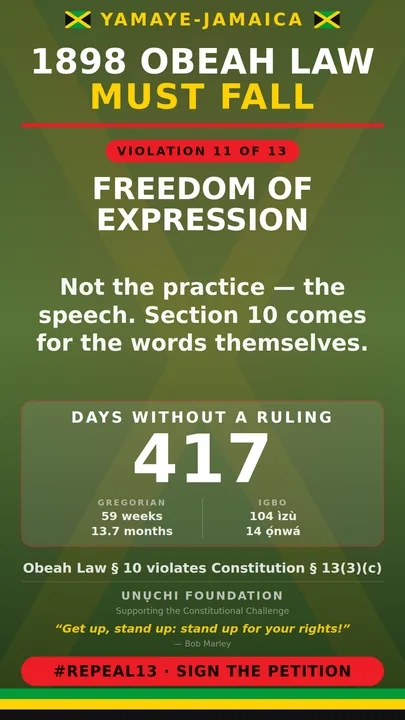 YAMAYE-JAMAICA
1898 OBEAH LAW
MUST FALL
VIOLATION 11 OF 13
FREEDOM OF
EXPRESSION
Not the practice — the
speech. Section 10 comes
for the words themselves.
DAYS WITHOUT A RULING
417
GREGORIAN
59 weeks
13.7 months
IGBO
104 ìzù
14 ọ́nwá
Obeah Law § 10 violates Constitution § 13(3)(c)
UNỤCHI FOUNDATION
Supporting the Constitutional Challenge
“Get up, stand up: stand up for your rights!”
— Bob Marley
#REPEAL13 · SIGN THE PETITION